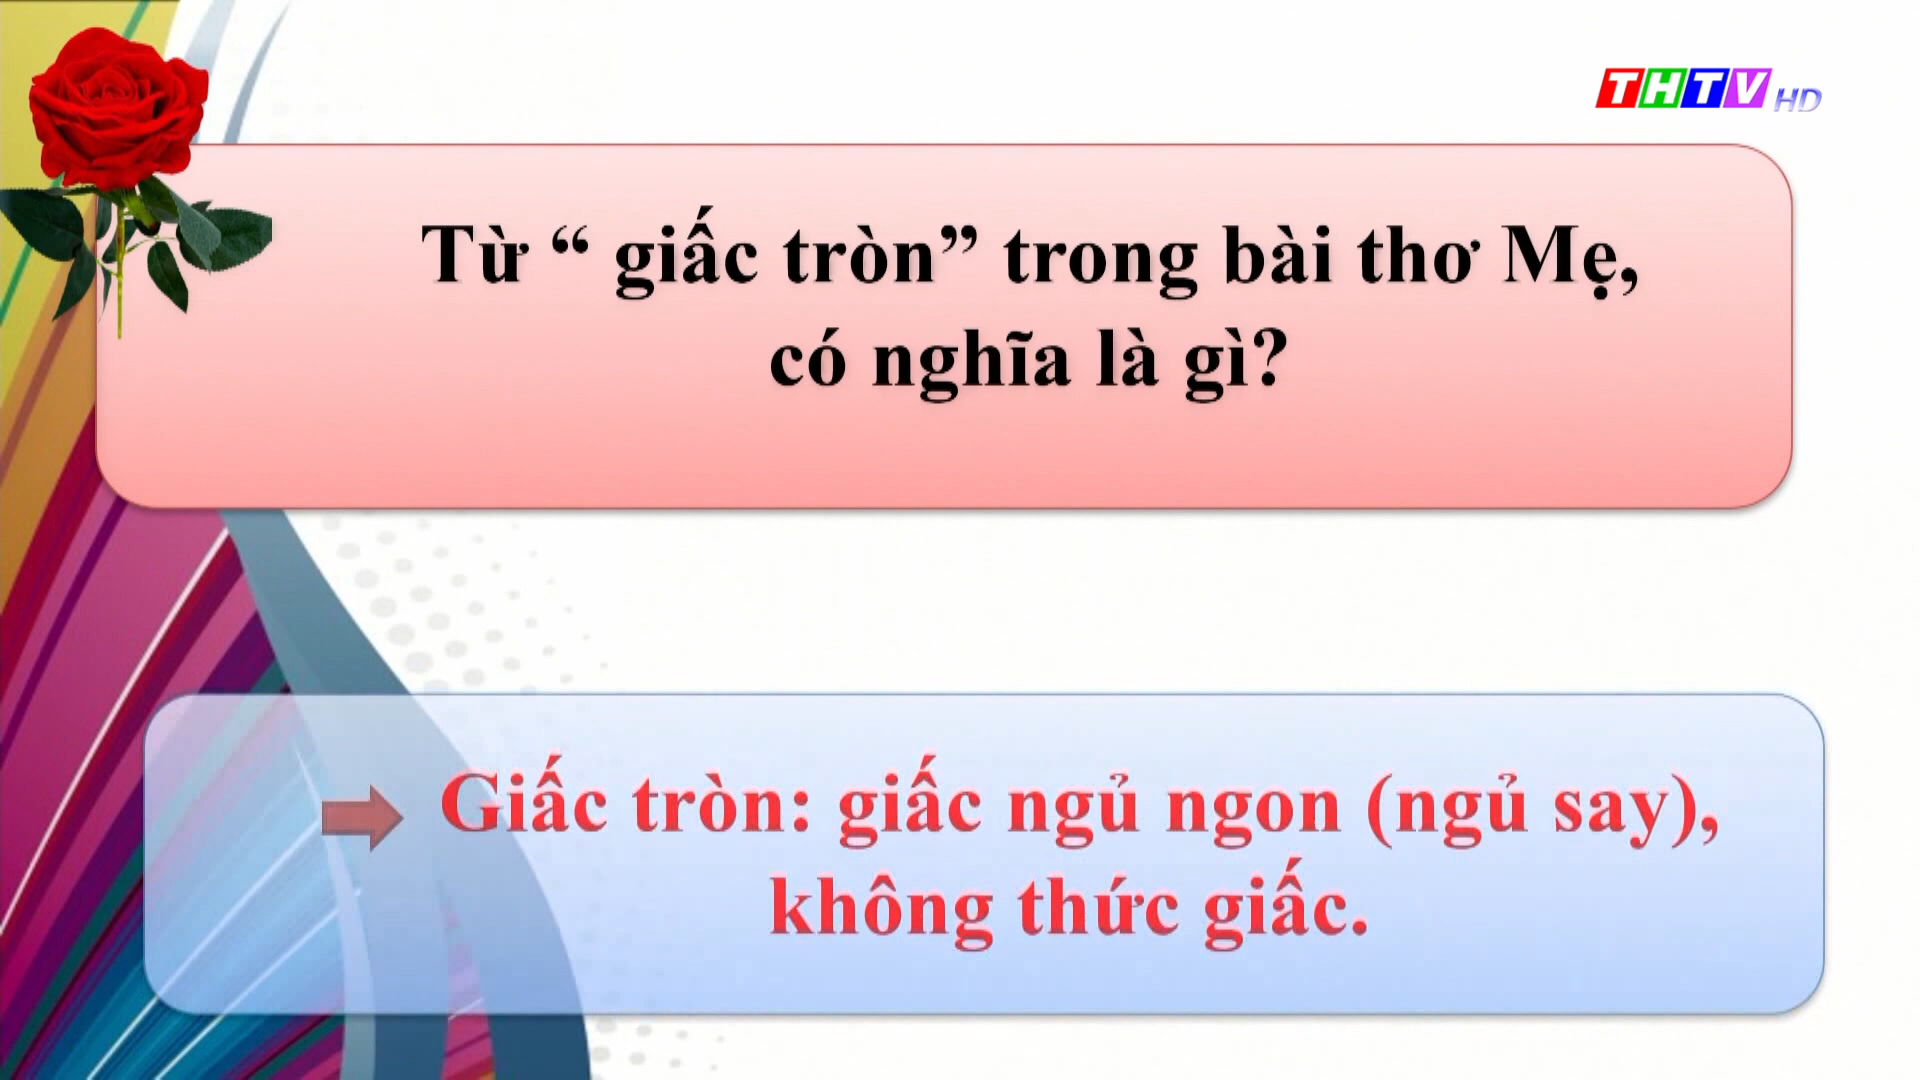 THTV HD
Từ “ giấc tròn” trong bài thơ Mẹ,
có nghĩa là gì?
Giấc tròn: giấc ngủ ngon (ngủ say),
không thức giấc.